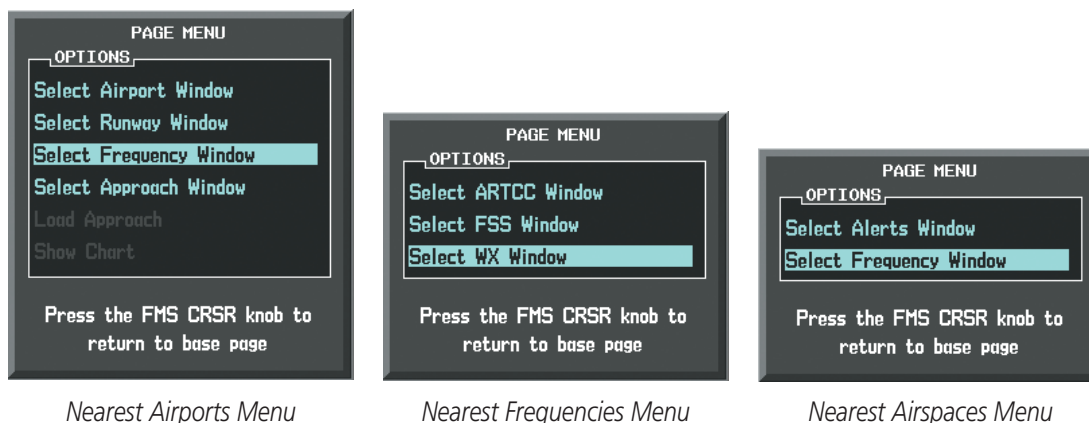 PAGE MENU
OPTIONS
Select Airport Window
Select Runway Window
Select Frequency Window
Select Approach Window
Load Approach
Show Chart
Press the FMS CRSR knob to
return to base page
Nearest Airports Menu
PAGE MENU
OPTIONS
Select ARTCC Window
Select FSS Window
Select WX Window
Press the FMS CRSR knob to
return to base page
Nearest Frequencies Menu
PAGE MENU
OPTIONS
Select Alerts Window
Select Frequency Window
Press the FMS CRSR knob to
return to base page
Nearest Airspaces Menu